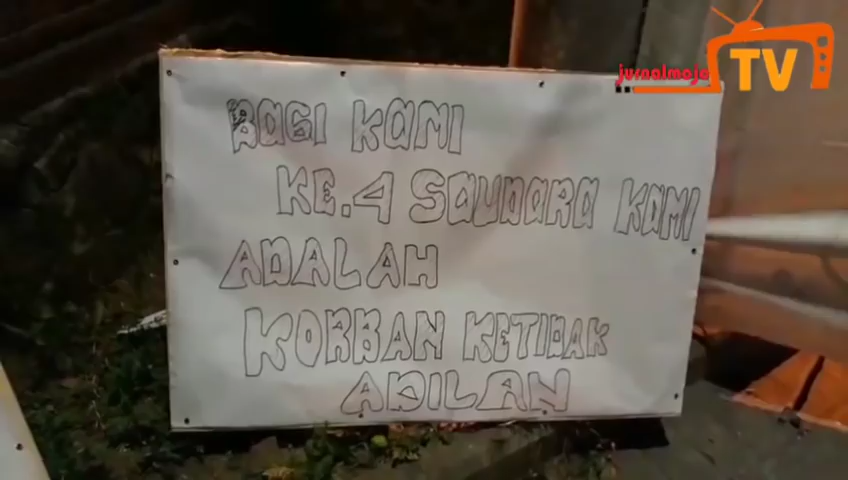 jurnalmojo
TV
BAGI KAMI
KE.4 SAUDARA KAMI
ADALAH
KORBAN KETIDAK
ADILAN